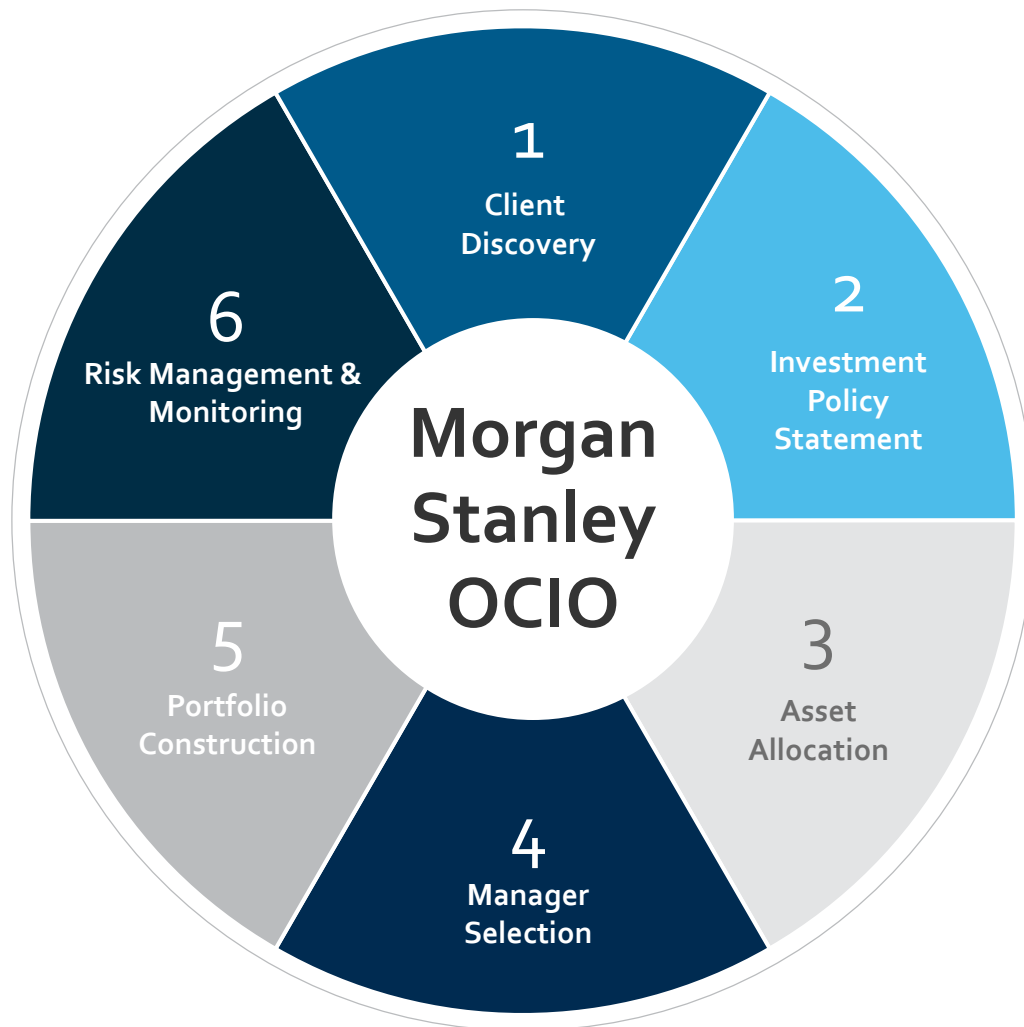 1
Client
Discovery
2
Investment
Policy
Statement
3
Asset
Allocation
4
Manager
Selection
5
Portfolio
Construction
6
Risk Management &
Monitoring
Morgan
Stanley
OCIO